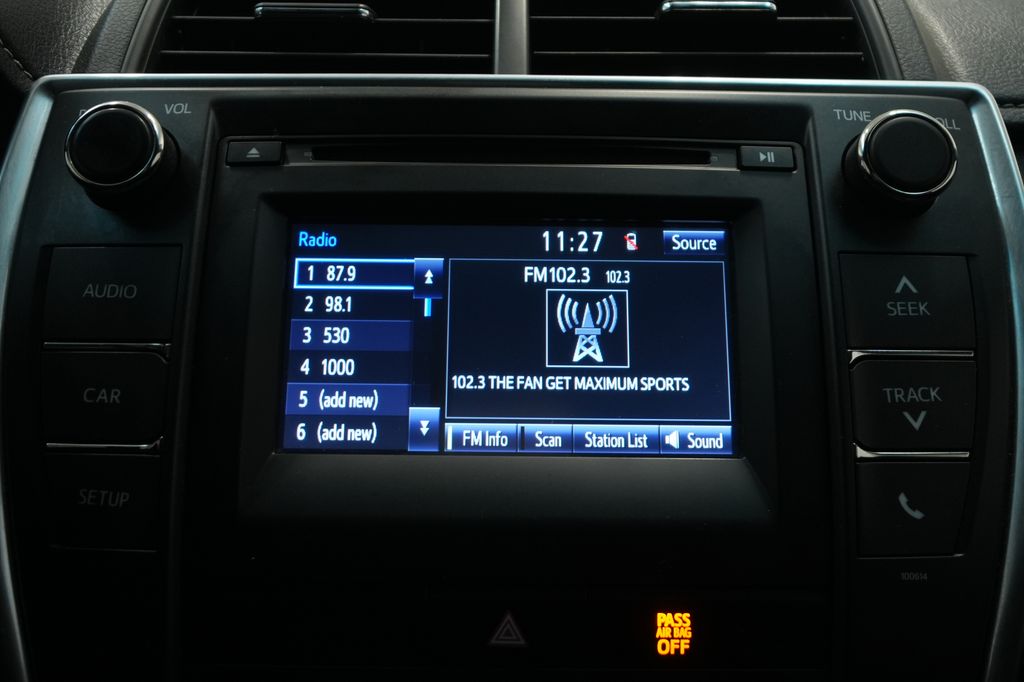 VOL
TUNE
AUDIO
CAR
SETUP
Radio
11:27
Source
1 87.9
2 98.1
3 530
4 1000
5 (add new)
6 (add new)
FM102.3 102.3
102.3 THE FAN GET MAXIMUM SPORTS
FM Info
Scan
Station List
Sound
SEEK
TRACK
100614
PASS
AIR BAG
OFF